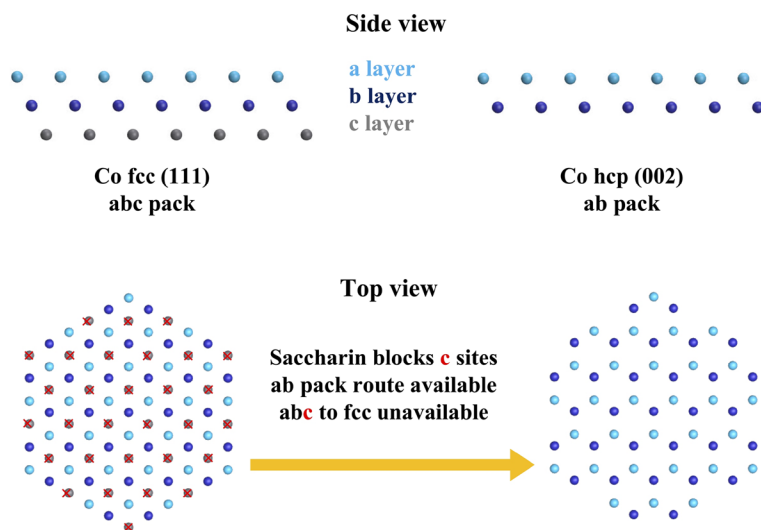 Side view
a layer
b layer
c layer
Co fcc (111)
abc pack
Co hcp (002)
ab pack
Top view
Saccharin blocks c sites
ab pack route available
abc to fcc unavailable